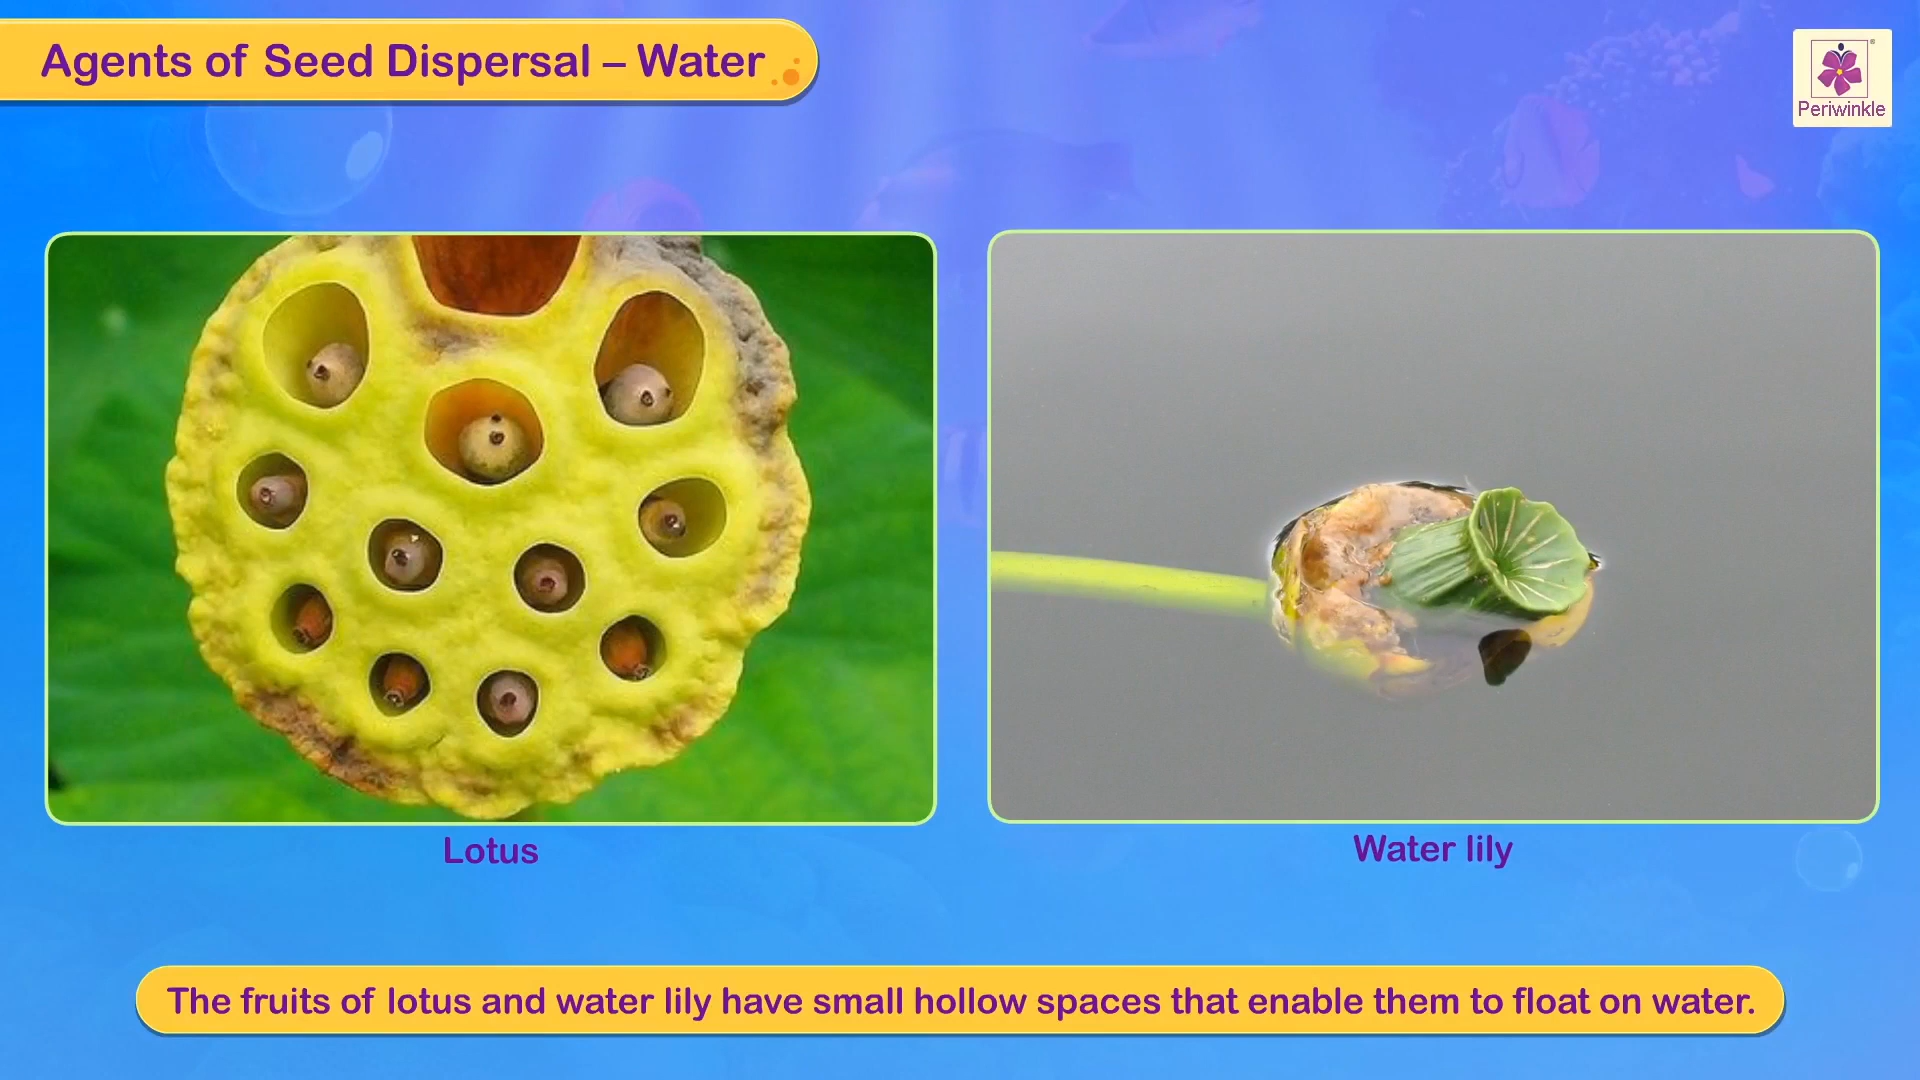 Agents of Seed Dispersal – Water
Periwinkle
Lotus
Water lily
The fruits of lotus and water lily have small hollow spaces that enable them to float on water.